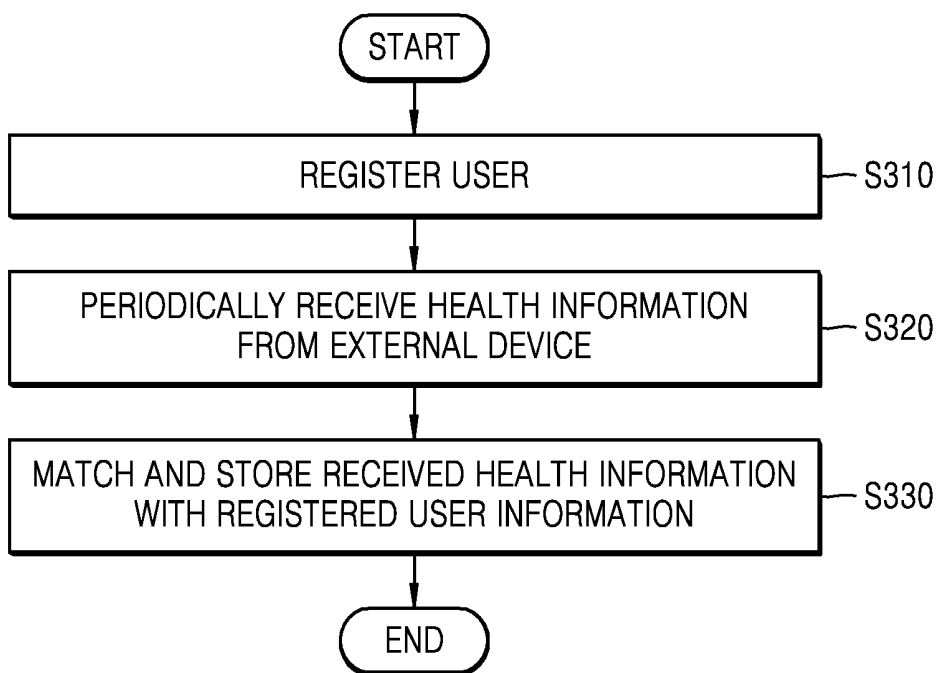 START
REGISTER USER
S310
PERIODICALLY RECEIVE HEALTH INFORMATION
FROM EXTERNAL DEVICE
S320
MATCH AND STORE RECEIVED HEALTH INFORMATION
WITH REGISTERED USER INFORMATION
S330
END